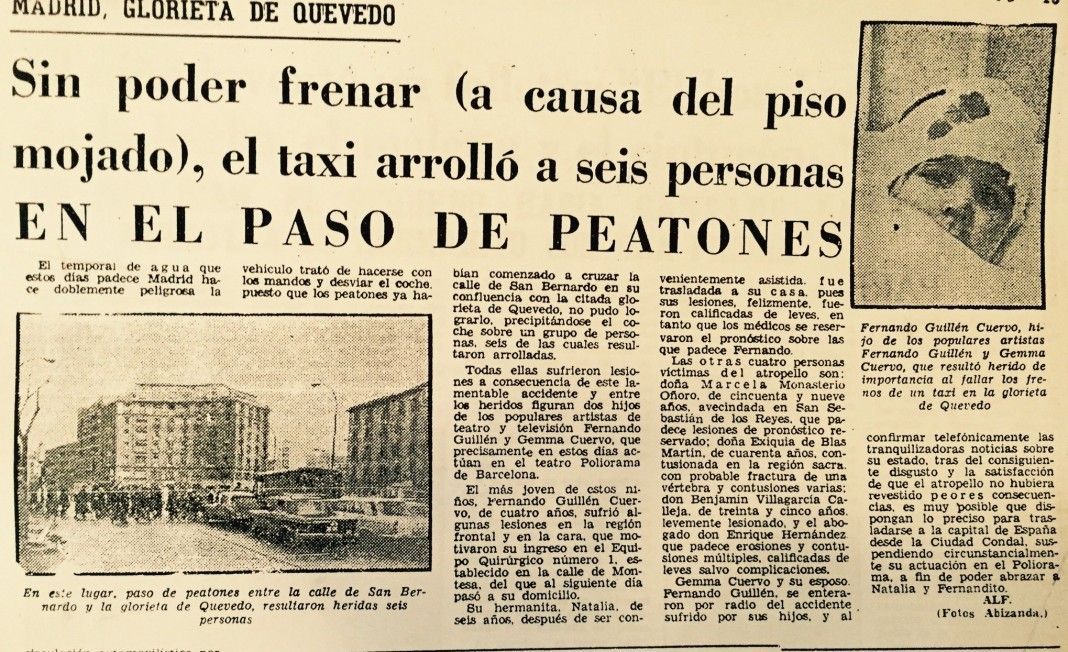 MADRID, GLORIETA DE QUEVEDO
Sin poder frenar (a causa del piso
mojado), el taxi arrolló a seis personas
EN EL PASO DE PEATONES
El temporal de agua que
estos días padece Madrid ha-
ce doblemente peligrosa la
vehículo trató de hacerse con
los mandos y desviar el coche,
puesto que los peatones ya ha-
En este lugar, paso de peatones entre la calle de San Ber-
nardo y la glorieta de Quevedo, resultaron heridas seis
personas
bían comenzado a cruzar la
calle de San Bernardo en su
confluencia con la citada glo-
rieta de Quevedo, no pudo lo-
grarlo, precipitándose el co-
che sobre un grupo de perso-
nas, seis de las cuales resul-
taron arrolladas.
Todas ellas sufrieron lesio-
nes a consecuencia de este la-
mentable accidente y entre
los heridos figuran dos hijos
de los populares artistas de
teatro y televisión Fernando
Guillén y Gemma Cuervo, que
precisamente en estos días ac-
túan en el teatro Poliorama
de Barcelona.
El más joven de estos ni-
ños, Fernando Guillén Cuer-
vo, de cuatro años, sufrió al-
gunas lesiones en la región
frontal y en la cara, que mo-
tivaron su ingreso en el Equi-
po Quirúrgico número 1, es-
tablecido en la calle de Mon-
tesa, del que al siguiente día
pasó a su domicilio.
Su hermanita, Natalia, de
seis años, después de ser con-
venientemente asistida, fue
trasladada a su casa, pues
sus lesiones, felizmente, fue-
ron calificadas de leves, en
tanto que los médicos se reser-
varon el pronóstico sobre las
que padece Fernando.
Las otras cuatro personas
víctimas del atropello son:
doña Marcela Monasterio
Oñoro, de cincuenta y nueve
años, avecindada en San Se-
bastián de los Reyes, que pa-
dece lesiones de pronóstico re-
servado; doña Exiquia de Blas
Martín, de cuarenta años, con-
tusionada en la región sacra,
con probable fractura de una
vértebra y contusiones varias;
don Benjamín Villagarcía Ca-
lleja, de treinta y cinco años,
levemente lesionado, y el abo-
gado don Enrique Hernández,
que padece erosiones y contu-
siones múltiples, calificadas de
leves salvo complicaciones.
Gemma Cuervo y su esposo,
Fernando Guillén, se entera-
ron por radio del accidente
sufrido por sus hijos, y al
Fernando Guillén Cuervo, hi-
jo de los populares artistas
Fernando Guillén y Gemma
Cuervo, que resultó herido de
importancia al fallar los fre-
nos de un taxi en la glorieta
de Quevedo
confirmar telefónicamente las
tranquilizadoras noticias sobre
su estado, tras del consiguien-
te disgusto y la satisfacción
de que el atropello no hubiera
revestido peores consecuen-
cias, es muy posible que dis-
pongan lo preciso para tras-
ladarse a la capital de España
desde la Ciudad Condal, sus-
pendiendo circunstancialmen-
te su actuación en el Poliora-
ma, a fin de poder abrazar a
Natalia y Fernandito.
ALF.
(Fotos Abizanda.)